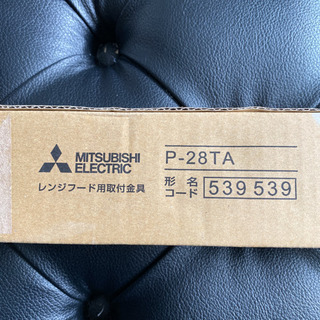 MITSUBISHI
ELECTRIC
レンジフード用取付金具
P-28TA
形名
コード
539 539